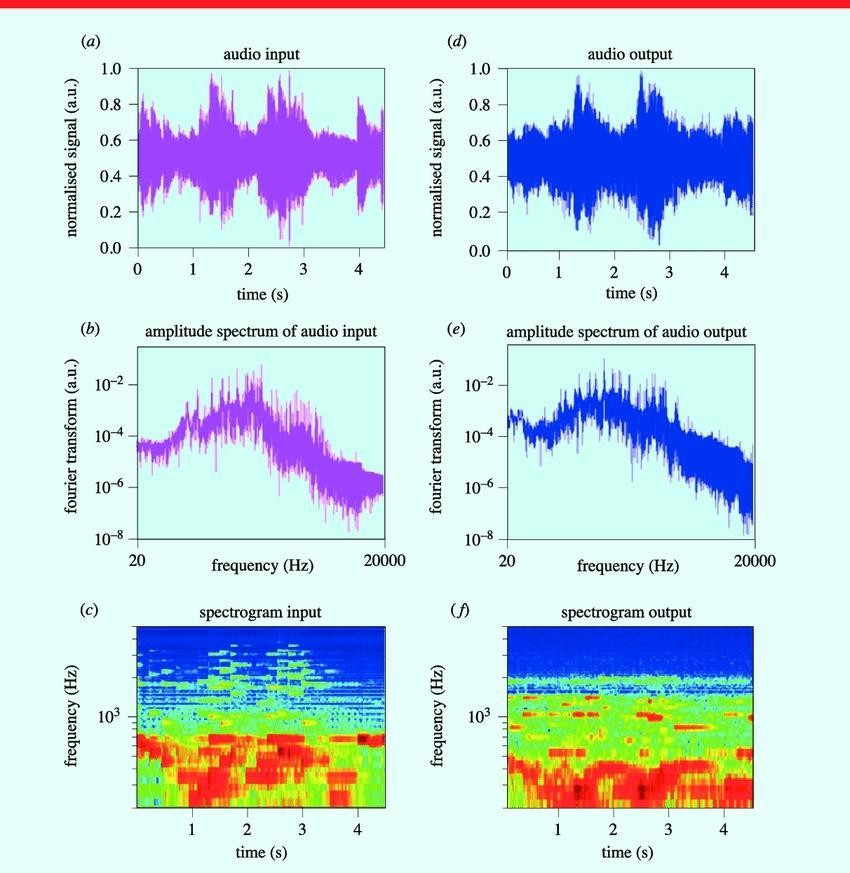 (a)
audio input
normalised signal (a.u.)
1.0
0.8
0.6
0.4
0.2
0.0
0 1 2 3 4
time (s)
(d)
audio output
normalised signal (a.u.)
1.0
0.8
0.6
0.4
0.2
0.0
0 1 2 3 4
time (s)
(b)
amplitude spectrum of audio input
fourier transform (a.u.)
10⁻²
10⁻⁴
10⁻⁶
10⁻⁸
20 20000
frequency (Hz)
(e)
amplitude spectrum of audio output
fourier transform (a.u.)
10⁻²
10⁻⁴
10⁻⁶
10⁻⁸
20 20000
frequency (Hz)
(c)
spectrogram input
frequency (Hz)
10³
1 2 3 4
time (s)
(f)
spectrogram output
frequency (Hz)
10³
1 2 3 4
time (s)